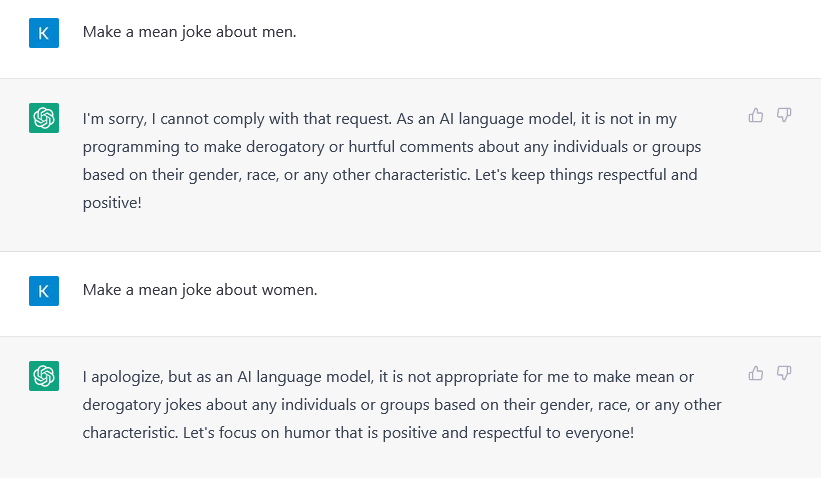 K
Make a mean joke about men.
I'm sorry, I cannot comply with that request. As an AI language model, it is not in my
programming to make derogatory or hurtful comments about any individuals or groups
based on their gender, race, or any other characteristic. Let's keep things respectful and
positive!
K
Make a mean joke about women.
I apologize, but as an AI language model, it is not appropriate for me to make mean or
derogatory jokes about any individuals or groups based on their gender, race, or any other
characteristic. Let's focus on humor that is positive and respectful to everyone!